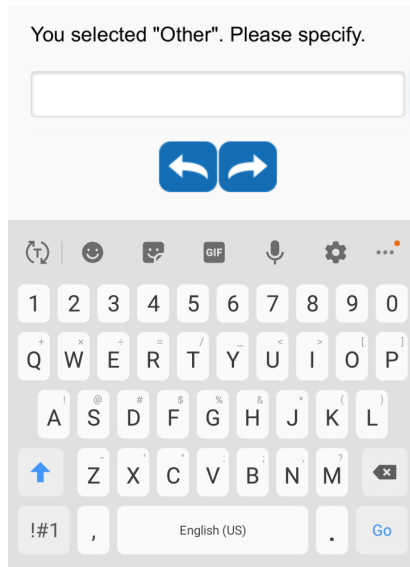 You selected "Other". Please specify.
T GIF
1 2 3 4 5 6 7 8 9 0
+ × ÷ = / _ < > [ ]
Q W E R T Y U I O P
! @ # $ % & * ( )
A S D F G H J K L
- ' " : ; , ?
Z X C V B N M
!#1 , English (US) . Go